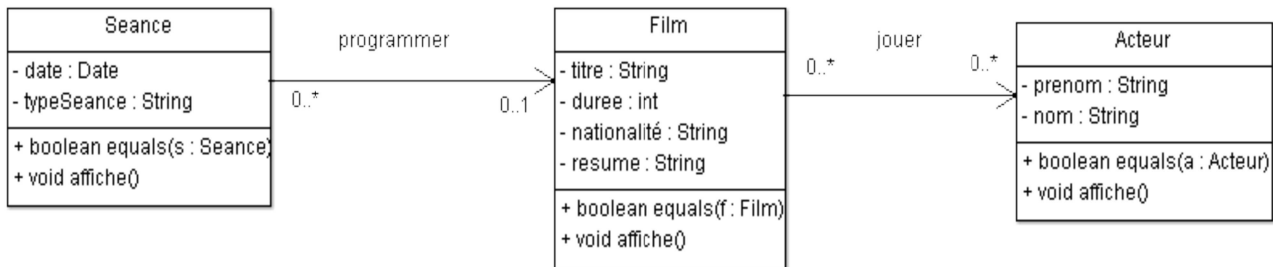 Seance
- date : Date
- typeSeance : String
+ boolean equals(s : Seance)
+ void affiche()
programmer
0..*
0..1
Film
- titre : String
- duree : int
- nationalité : String
- resume : String
+ boolean equals(f : Film)
+ void affiche()
jouer
0..*
0..*
Acteur
- prenom : String
- nom : String
+ boolean equals(a : Acteur)
+ void affiche()